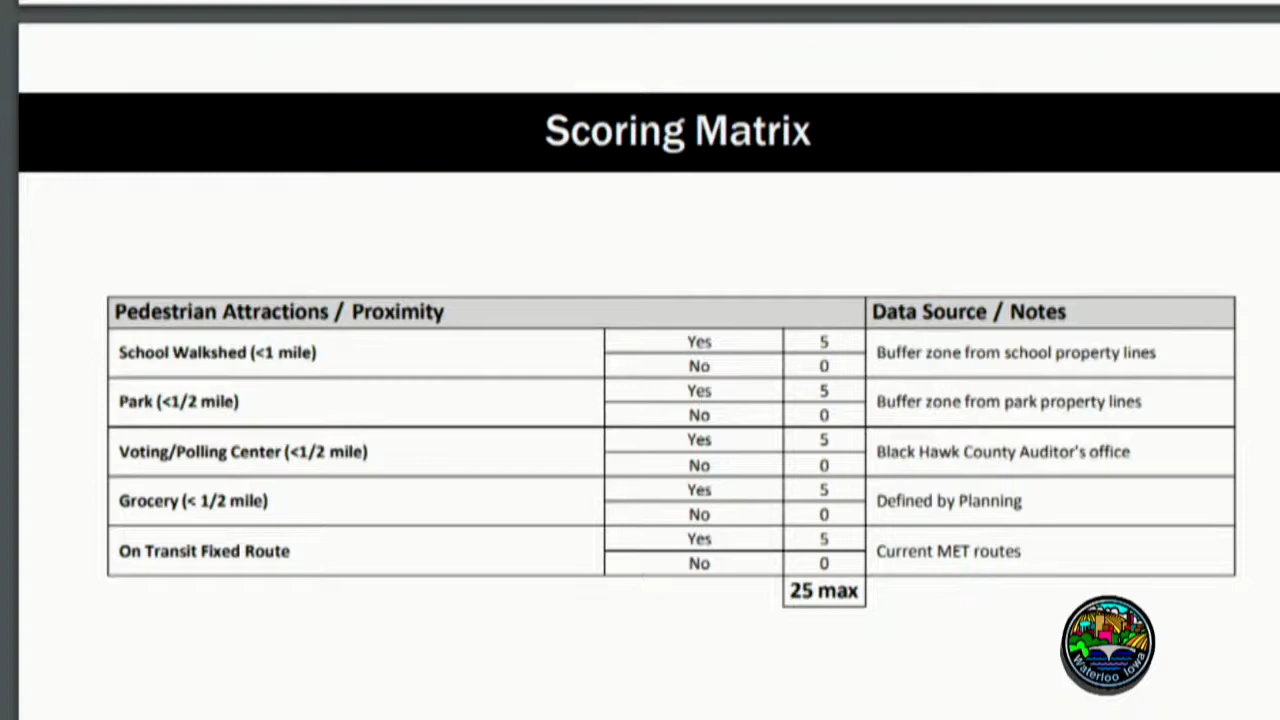 Scoring Matrix
Pedestrian Attractions / Proximity Data Source / Notes
School Walkshed (<1 mile) Yes 5 Buffer zone from school property lines
No 0
Park (<1/2 mile) Yes 5 Buffer zone from park property lines
No 0
Voting/Polling Center (<1/2 mile) Yes 5 Black Hawk County Auditor's office
No 0
Grocery (< 1/2 mile) Yes 5 Defined by Planning
No 0
On Transit Fixed Route Yes 5 Current MET routes
No 0
25 max
Waterloo Iowa